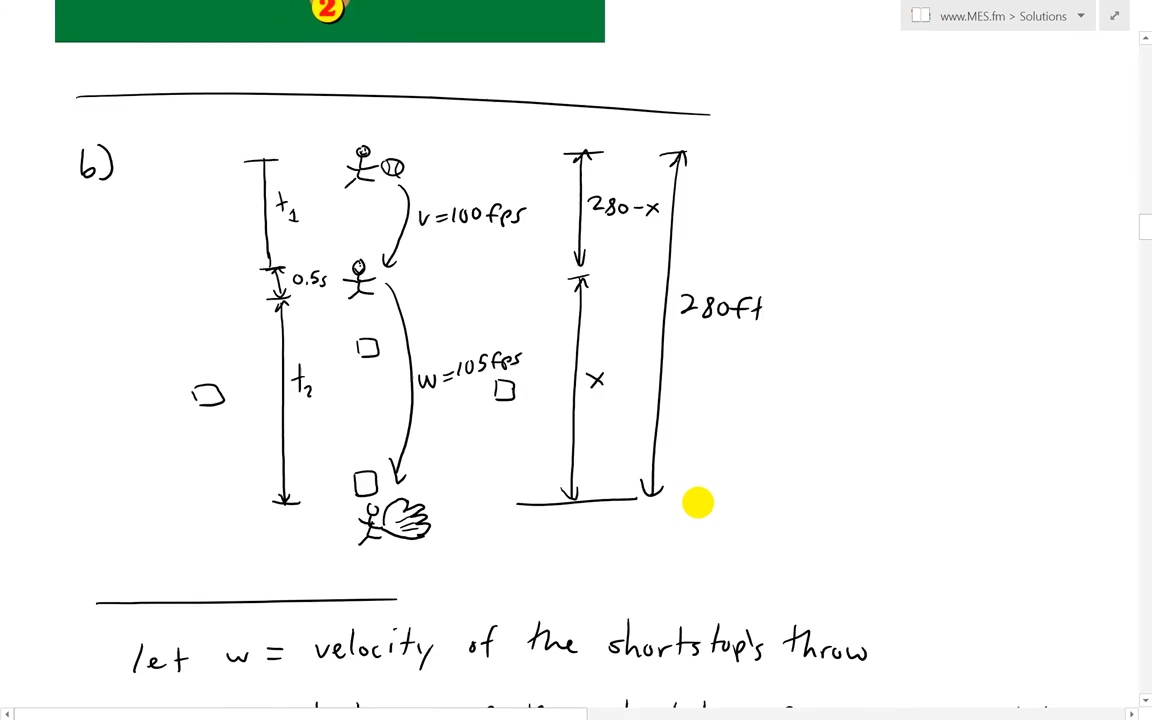 2
www.MES.fm > Solutions
b)
t1
v=100fps
280-x
0.5s
280ft
w=105fps
t2
x
let w = velocity of the shortstop's throw